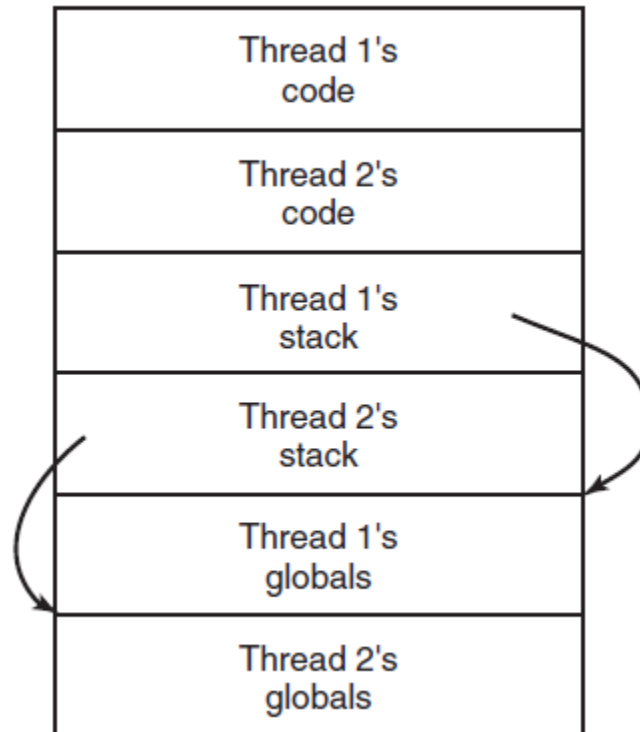 Thread 1's
code
Thread 2's
code
Thread 1's
stack
Thread 2's
stack
Thread 1's
globals
Thread 2's
globals